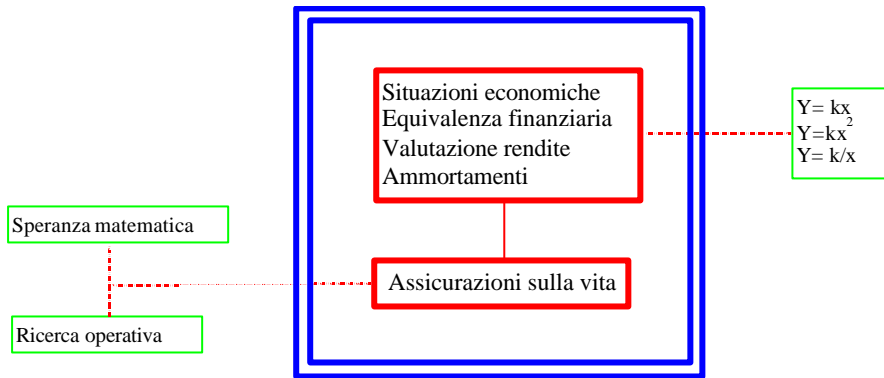 Situazioni economiche
Equivalenza finanziaria
Valutazione rendite
Ammortamenti
Y= kx
Y=kx²
Y= k/x
Speranza matematica
Assicurazioni sulla vita
Ricerca operativa